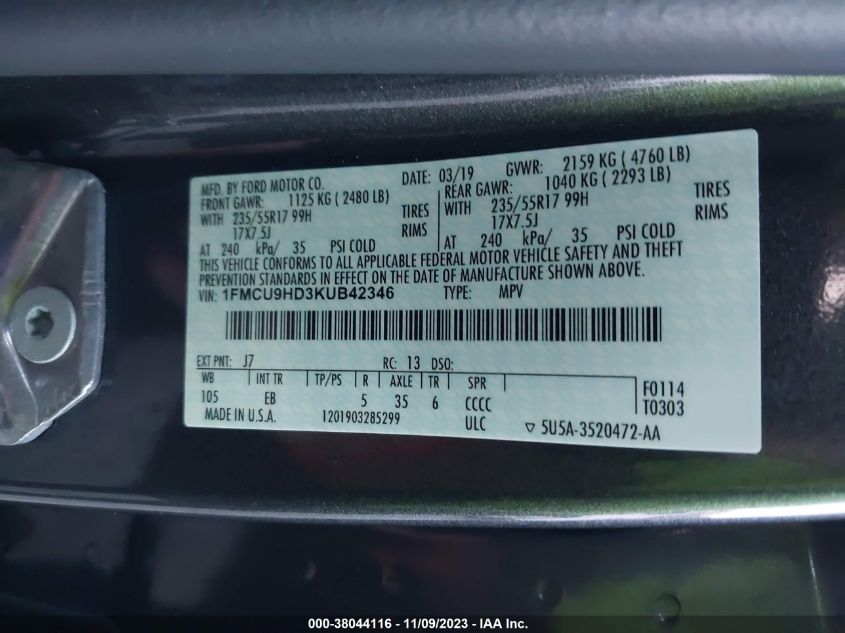 MFD. BY FORD MOTOR CO. DATE: 03/19 GVWR: 2159 KG ( 4760 LB)
FRONT GAWR: 1125 KG ( 2480 LB) REAR GAWR: 1040 KG ( 2293 LB)
WITH 235/55R17 99H TIRES WITH 235/55R17 99H TIRES
17X7.5J RIMS 17X7.5J RIMS
AT 240 kPa/ 35 PSI COLD AT 240 kPa/ 35 PSI COLD
THIS VEHICLE CONFORMS TO ALL APPLICABLE FEDERAL MOTOR VEHICLE SAFETY AND THEFT
PREVENTION STANDARDS IN EFFECT ON THE DATE OF MANUFACTURE SHOWN ABOVE.
VIN: 1FMCU9HD3KUB42346 TYPE: MPV
EXT PNT: J7 RC: 13 DSO:
WB INT TR TP/PS R AXLE TR SPR F0114
105 EB 5 35 6 CCCC T0303
MADE IN U.S.A. 1201903285299 ULC ▽ 5U5A-3520472-AA
000-38044116 - 11/09/2023 - IAA Inc.